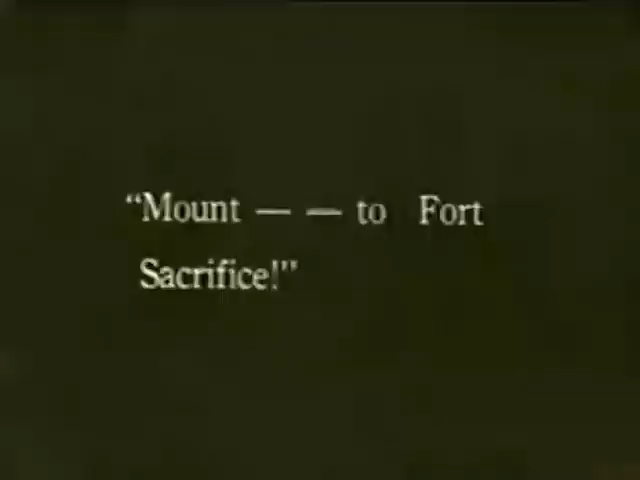 “Mount — — to Fort
Sacrifice!”